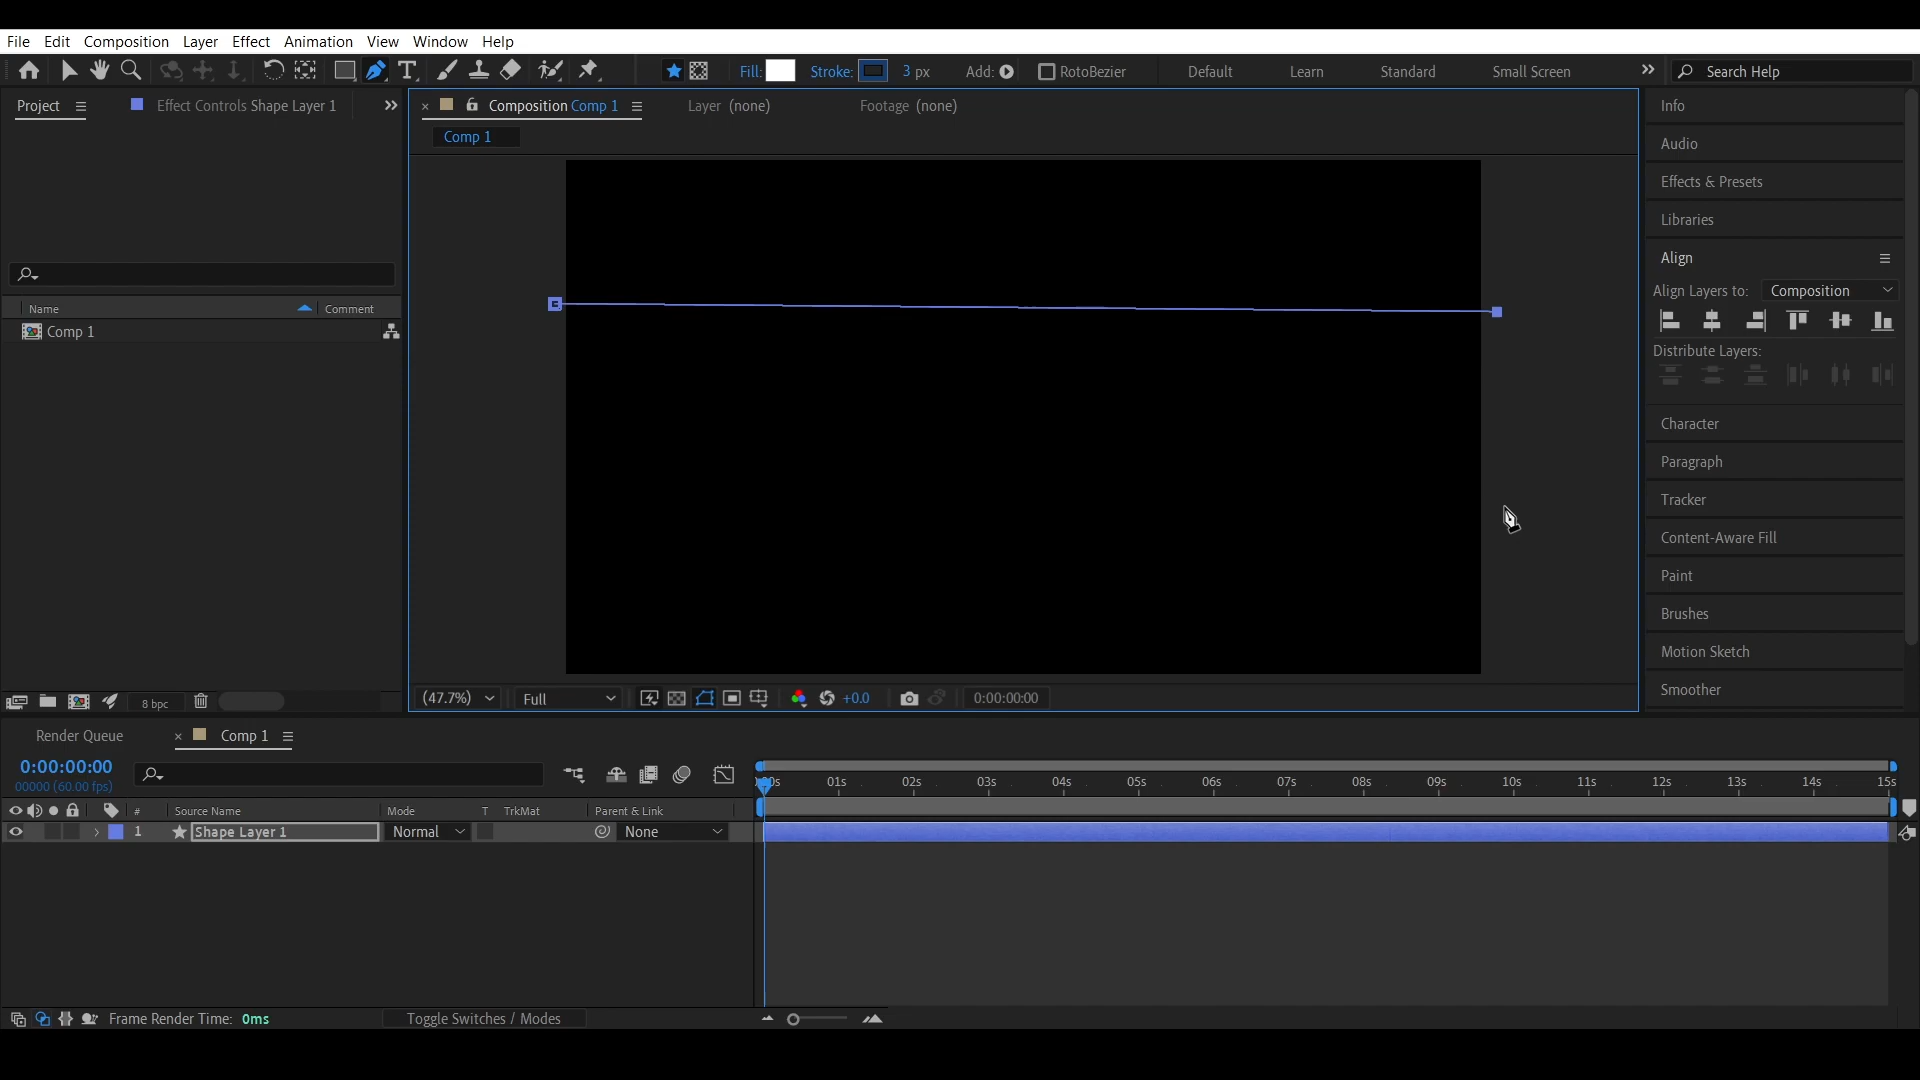 File Edit Composition Layer Effect Animation View Window Help
Fill: Stroke: 3 px Add: RotoBezier Default Learn Standard Small Screen Search Help
Project Effect Controls Shape Layer 1 Composition Comp 1 Layer (none) Footage (none) Info
Comp 1 Audio
Effects & Presets
Libraries
Align
Align Layers to: Composition
Name Comment
Comp 1
Distribute Layers:
Character
Paragraph
Tracker
Content-Aware Fill
Paint
Brushes
Motion Sketch
Smoother
8 bpc (47.7%) Full +0.0 0:00:00:00
Render Queue Comp 1
0:00:00:00
00000 (60.00 fps)
01s 02s 03s 04s 05s 06s 07s 08s 09s 10s 11s 12s 13s 14s 15s
# Source Name Mode T TrkMat Parent & Link
1 Shape Layer 1 Normal None
Frame Render Time: 0ms Toggle Switches / Modes